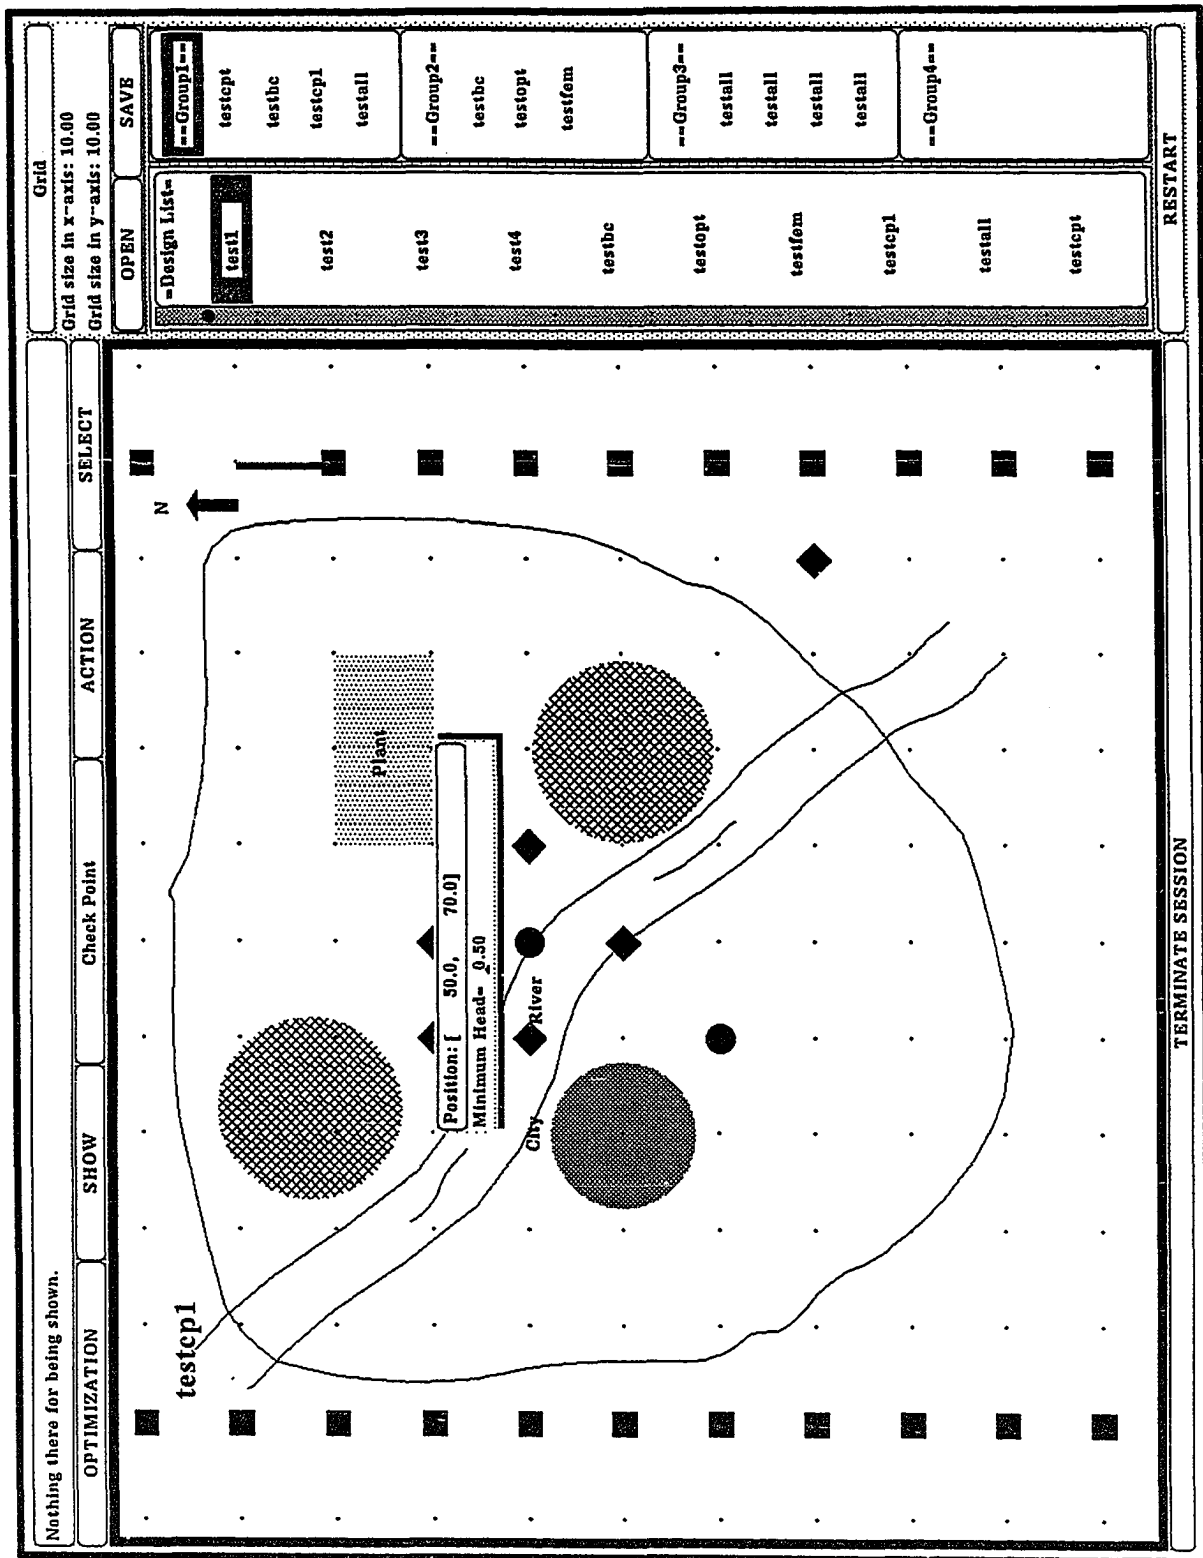 Nothing there for being shown.
Grid
OPTIMIZATION
SHOW
Check Point
ACTION
SELECT
Grid size in x-axis: 10.00
Grid size in y-axis: 10.00
OPEN
SAVE
testcp1
N
Plant
Position: [ 50.0, 70.0]
Minimum Head= 0.50
River
City
=Design List=
test1
test2
test3
test4
testbc
testopt
testfem
testcp1
testall
testcpt
==Group1==
testcpt
testbc
testcp1
testall
==Group2==
testbc
testopt
testfem
==Group3==
testall
testall
testall
testall
==Group4==
TERMINATE SESSION
RESTART